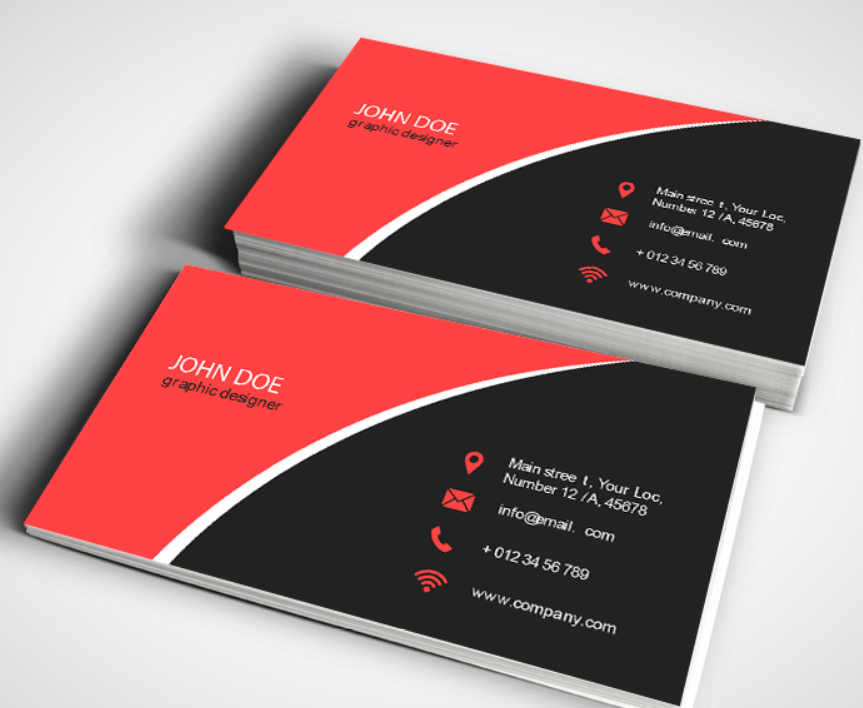 JOHN DOE
graphic designer
Main stree t, Your Loc,
Number 12 /A, 45678
info@email. com
+ 012 34 56 789
www.company.com
JOHN DOE
graphic designer
Main stree t, Your Loc,
Number 12 /A, 45678
info@email. com
+ 012 34 56 789
www.company.com